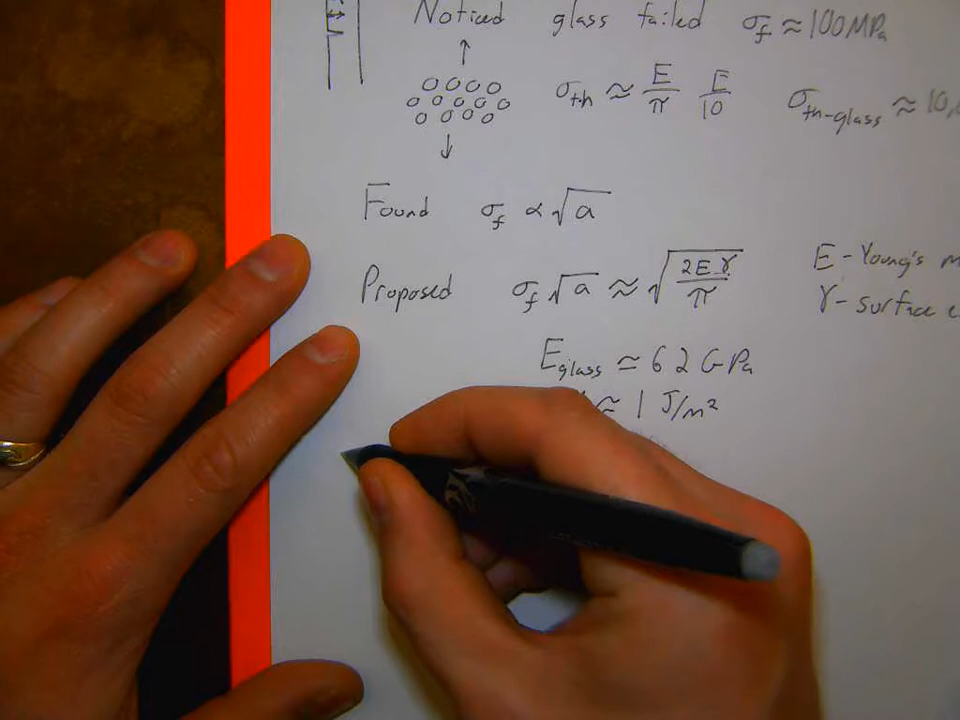 Noticed glass failed σf ≈ 100MPa
σth ≈ E/π E/10 σth-glass ≈ 10,
Found σf ∝ √a
Proposed σf √a ≈ √(2Eγ/π)
E - Young's
γ - surface
Eglass ≃ 62 GPa
≈ 1 J/m²